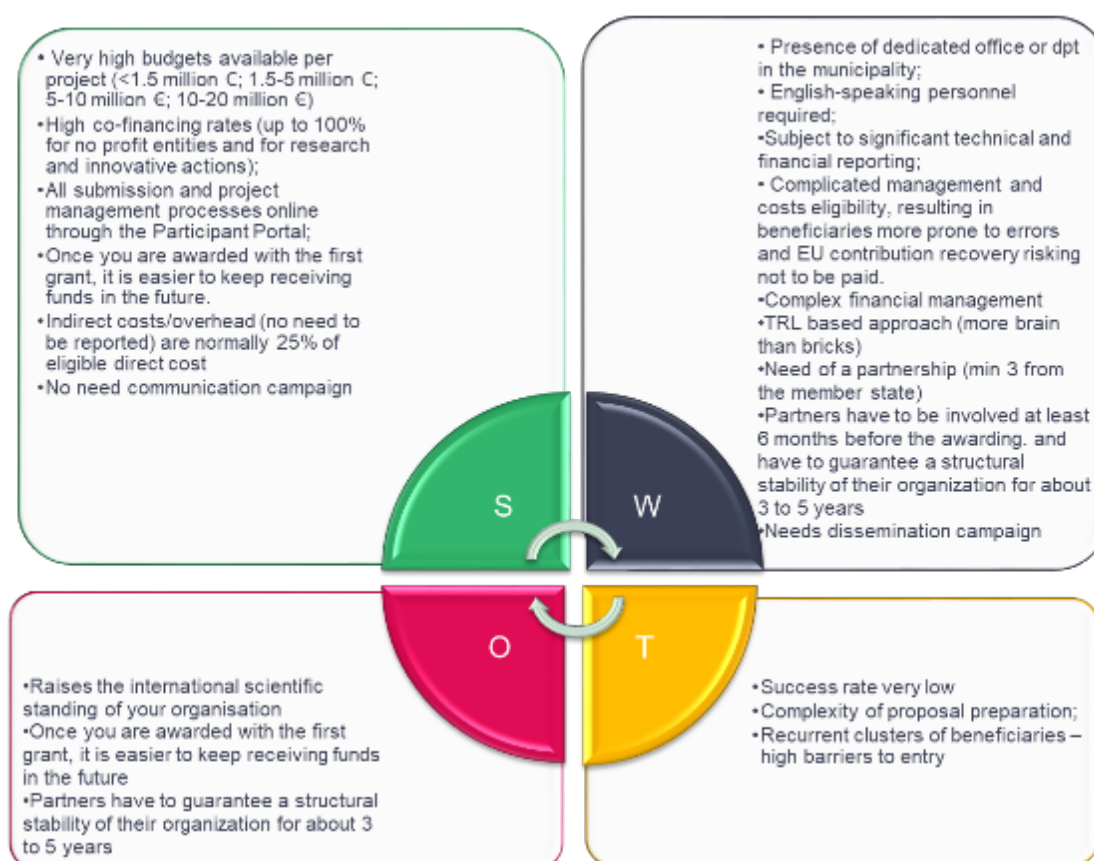 • Very high budgets available per
project (<1.5 million €; 1.5-5 million €;
5-10 million €; 10-20 million €)
•High co-financing rates (up to 100%
for no profit entities and for research
and innovative actions);
•All submission and project
management processes online
through the Participant Portal;
•Once you are awarded with the first
grant, it is easier to keep receiving
funds in the future.
•Indirect costs/overhead (no need to
be reported) are normally 25% of
eligible direct cost
•No need communication campaign
• Presence of dedicated office or dpt
in the municipality;
• English-speaking personnel
required;
•Subject to significant technical and
financial reporting;
• Complicated management and
costs eligibility, resulting in
beneficiaries more prone to errors
and EU contribution recovery risking
not to be paid.
•Complex financial management
•TRL based approach (more brain
than bricks)
•Need of a partnership (min 3 from
the member state)
•Partners have to be involved at least
6 months before the awarding. and
have to guarantee a structural
stability of their organization for about
3 to 5 years
•Needs dissemination campaign
S
W
O
T
•Raises the international scientific
standing of your organisation
•Once you are awarded with the first
grant, it is easier to keep receiving funds
in the future
•Partners have to guarantee a structural
stability of their organization for about 3
to 5 years
•Success rate very low
•Complexity of proposal preparation;
•Recurrent clusters of beneficiaries –
high barriers to entry